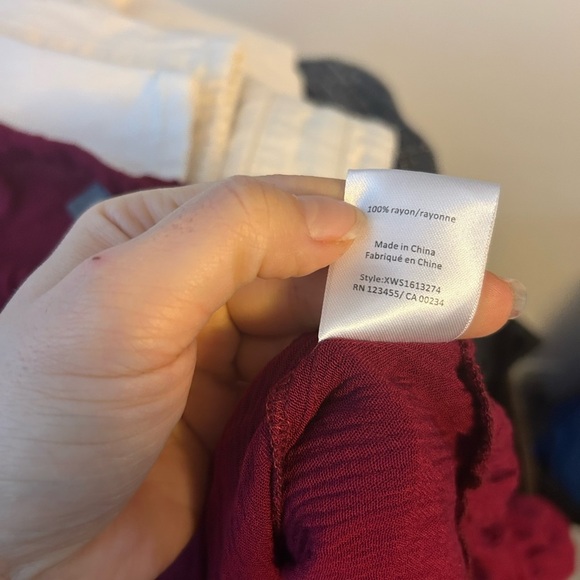 100% rayon/rayonne
Made in China
Fabriqué en Chine
Style:XWS1613274
RN 123455/ CA 00234